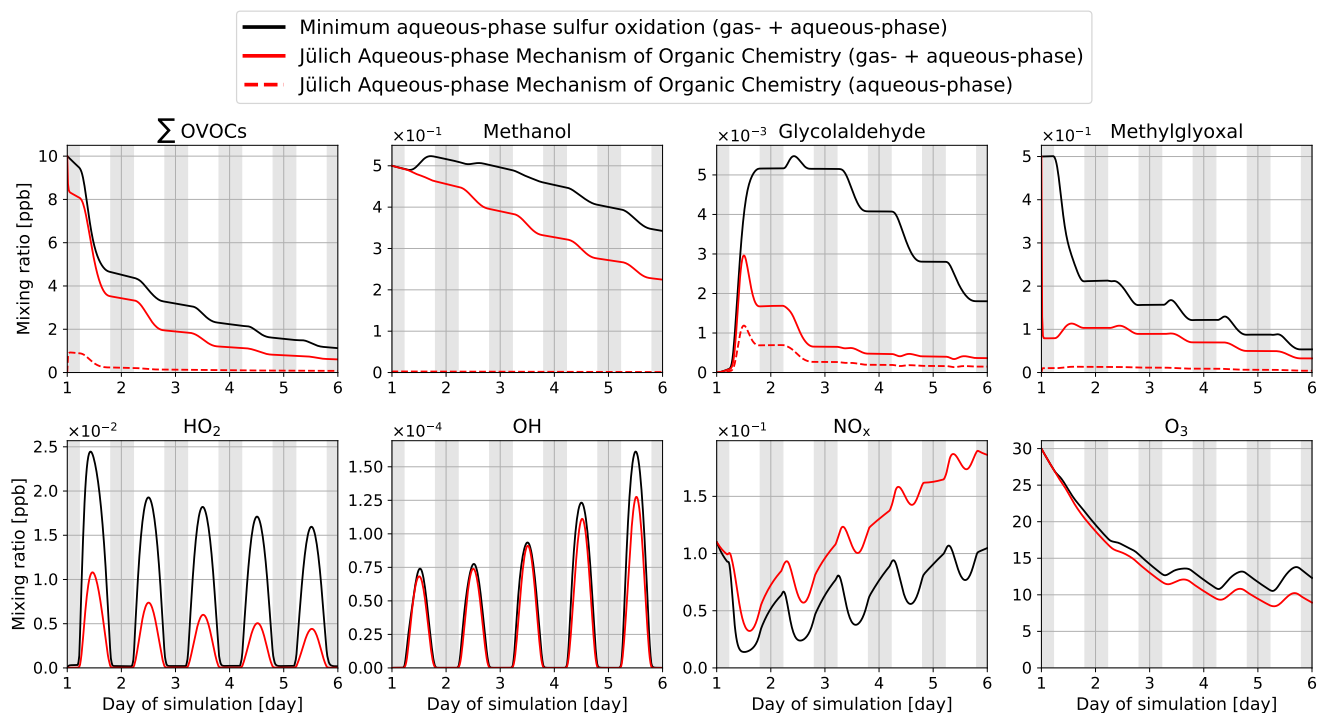 Minimum aqueous-phase sulfur oxidation (gas- + aqueous-phase)
Jülich Aqueous-phase Mechanism of Organic Chemistry (gas- + aqueous-phase)
Jülich Aqueous-phase Mechanism of Organic Chemistry (aqueous-phase)
∑ OVOCs
×10⁻¹ Methanol
×10⁻³ Glycolaldehyde
×10⁻¹ Methylglyoxal
Mixing ratio [ppb]
10
8
6
4
2
0
1 2 3 4 5 6
5
4
3
2
1
0
1 2 3 4 5 6
5
4
3
2
1
0
1 2 3 4 5 6
5
4
3
2
1
0
1 2 3 4 5 6
×10⁻² HO₂
×10⁻⁴ OH
×10⁻¹ NOₓ
O₃
Mixing ratio [ppb]
2.5
2.0
1.5
1.0
0.5
0.0
1 2 3 4 5 6
Day of simulation [day]
1.50
1.25
1.00
0.75
0.50
0.25
0.00
1 2 3 4 5 6
Day of simulation [day]
1.5
1.0
0.5
0.0
1 2 3 4 5 6
Day of simulation [day]
30
25
20
15
10
5
0
1 2 3 4 5 6
Day of simulation [day]